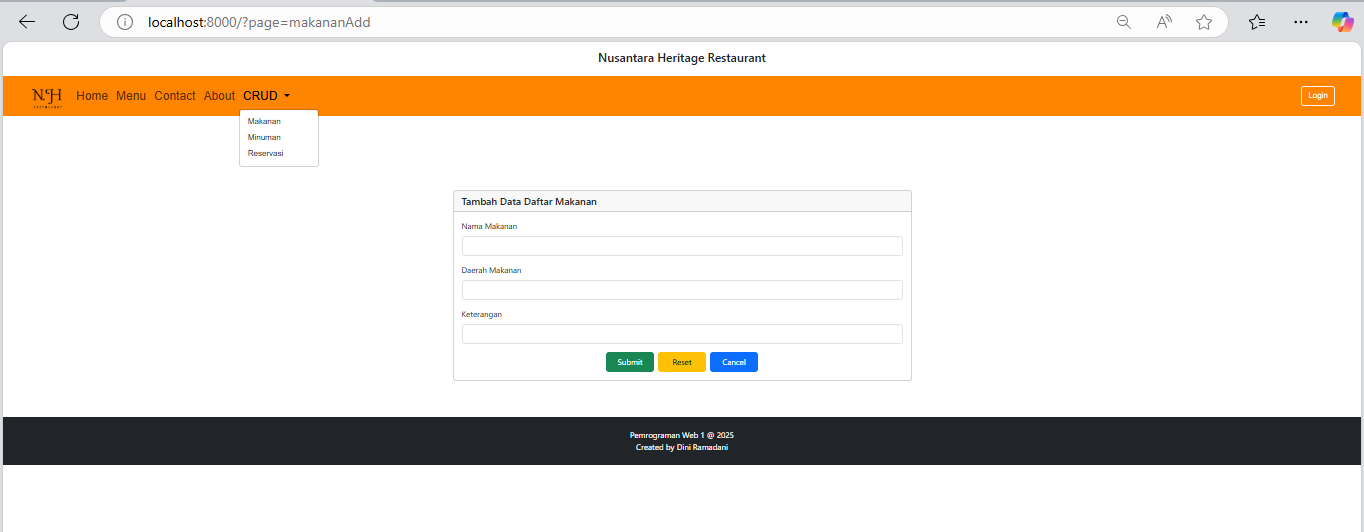 localhost:8000/?page=makananAdd
Nusantara Heritage Restaurant
NH Home Menu Contact About CRUD Login
Makanan
Minuman
Reservasi
Tambah Data Daftar Makanan
Nama Makanan
Daerah Makanan
Keterangan
Submit Reset Cancel
Pemrograman Web 1 @ 2025
Created by Dini Ramadani